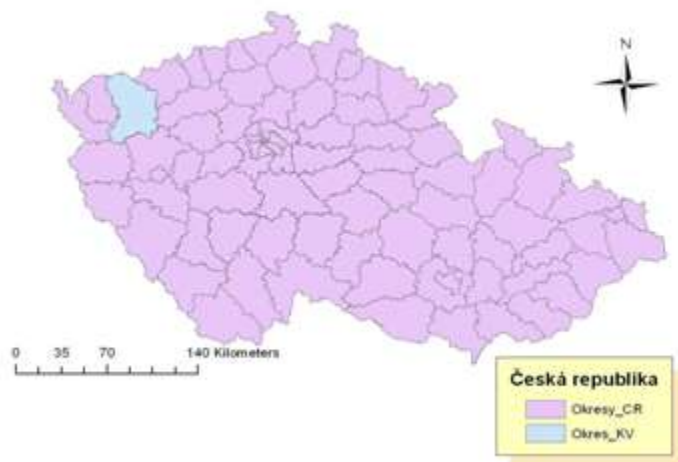 N
0 35 70 140 Kilometers
Česká republika
Okresy_CR
Okres_KV